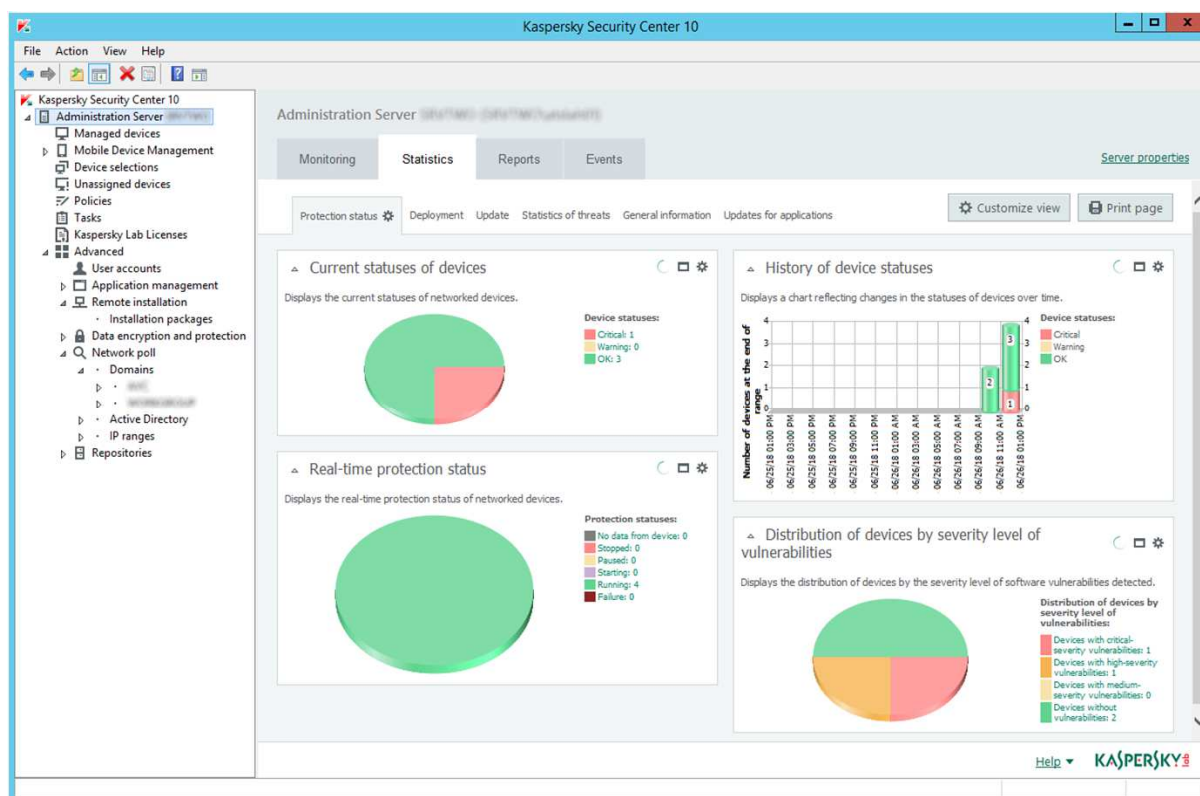 Kaspersky Security Center 10
File Action View Help
Kaspersky Security Center 10
Administration Server
Managed devices
Mobile Device Management
Device selections
Unassigned devices
Policies
Tasks
Kaspersky Lab Licenses
Advanced
User accounts
Application management
Remote installation
Installation packages
Data encryption and protection
Network poll
Domains
Active Directory
IP ranges
Repositories
Administration Server
Monitoring Statistics Reports Events
Server properties
Protection status Deployment Update Statistics of threats General information Updates for applications
Customize view Print page
Current statuses of devices
Displays the current statuses of networked devices.
Device statuses:
Critical: 1
Warning: 0
OK: 3
Real-time protection status
Displays the real-time protection status of networked devices.
Protection statuses:
No data from device: 0
Stopped: 0
Paused: 0
Starting: 0
Running: 4
Failure: 0
History of device statuses
Displays a chart reflecting changes in the statuses of devices over time.
Number of devices at the end of
range
4
3
2
1
0
2
3
1
4
3
2
1
0
06/25/18 01:00 PM
06/25/18 03:00 PM
06/25/18 05:00 PM
06/25/18 07:00 PM
06/25/18 09:00 PM
06/25/18 11:00 PM
06/26/18 01:00 AM
06/26/18 03:00 AM
06/26/18 05:00 AM
06/26/18 07:00 AM
06/26/18 09:00 AM
06/26/18 11:00 AM
06/26/18 01:00 PM
Device statuses:
Critical
Warning
OK
Distribution of devices by severity level of
vulnerabilities
Displays the distribution of devices by the severity level of software vulnerabilities detected.
Distribution of devices by
severity level of
vulnerabilities:
Devices with critical-
severity vulnerabilities: 1
Devices with high-severity
vulnerabilities: 1
Devices with medium-
severity vulnerabilities: 0
Devices without
vulnerabilities: 2
Help
KASPERSKY lab